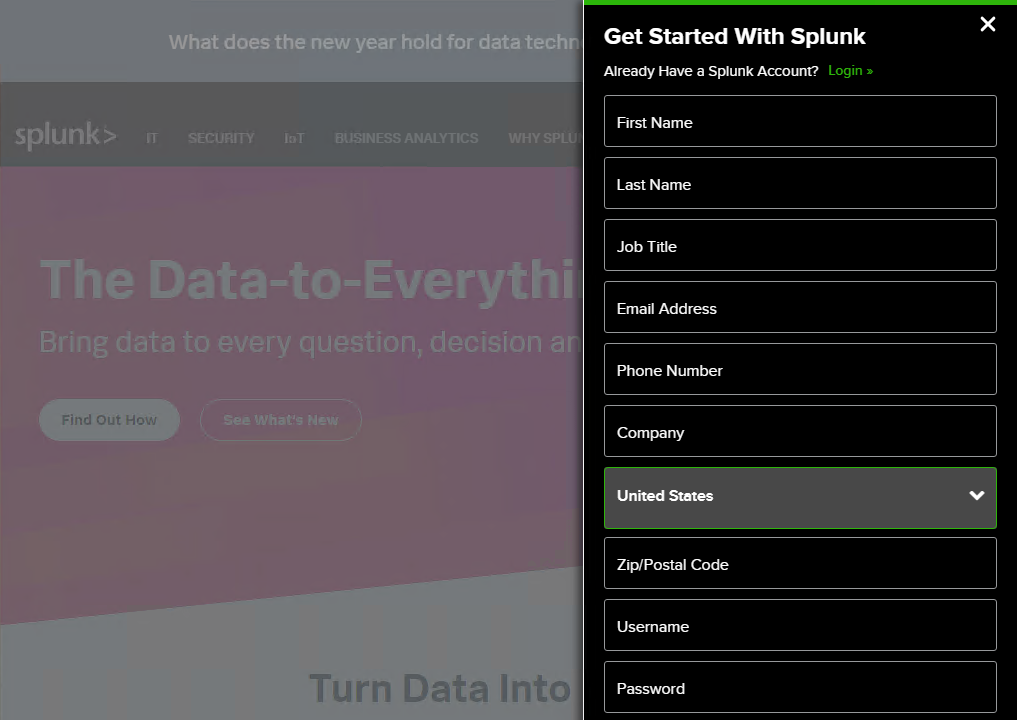 What does the new year hold for data techn
splunk>
IT
SECURITY
IoT
BUSINESS ANALYTICS
WHY SPLUN
The Data-to-Everythin
Bring data to every question, decision an
Find Out How
See What's New
Turn Data Into
Get Started With Splunk
Already Have a Splunk Account? Login »
First Name
Last Name
Job Title
Email Address
Phone Number
Company
United States
Zip/Postal Code
Username
Password